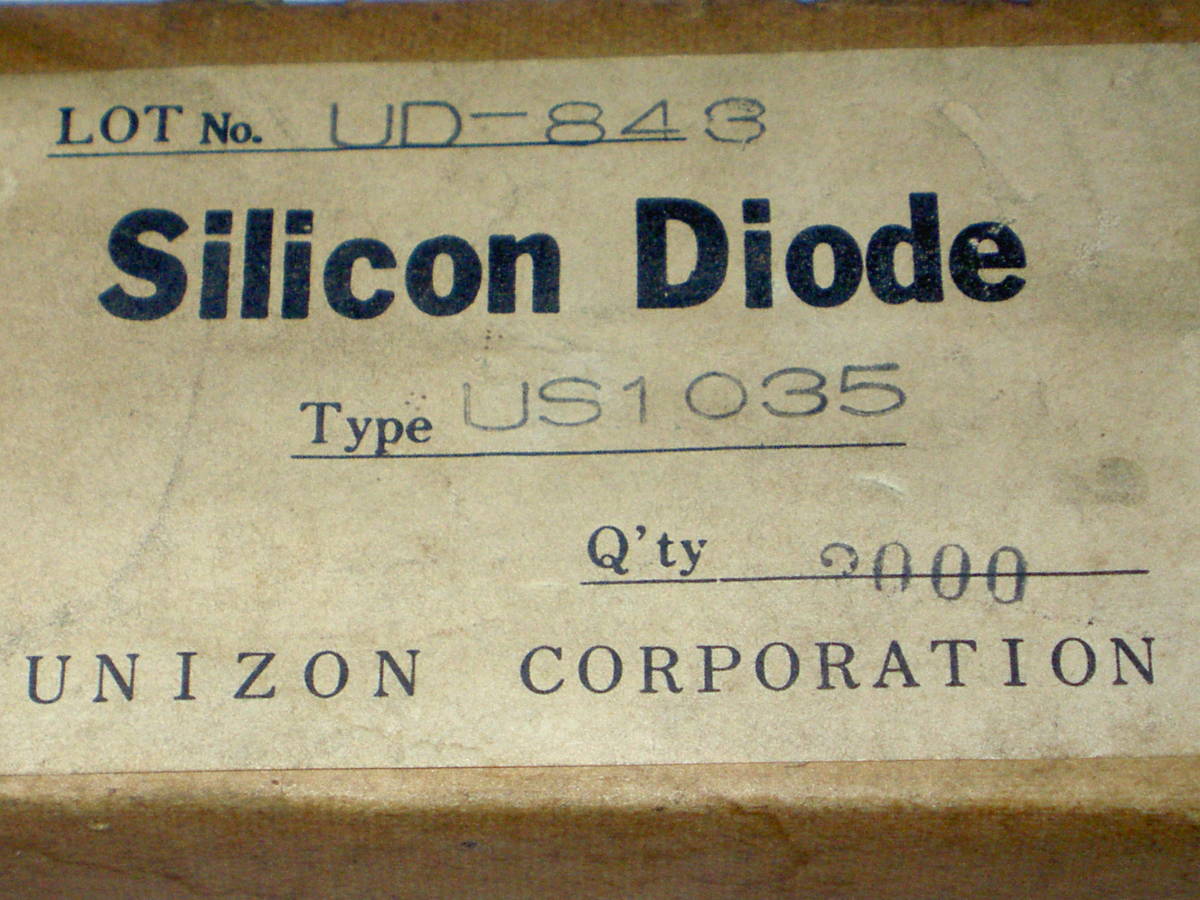 LOT No. UD-843
Silicon Diode
Type US1035
Q'ty 2000
UNIZON CORPORATION